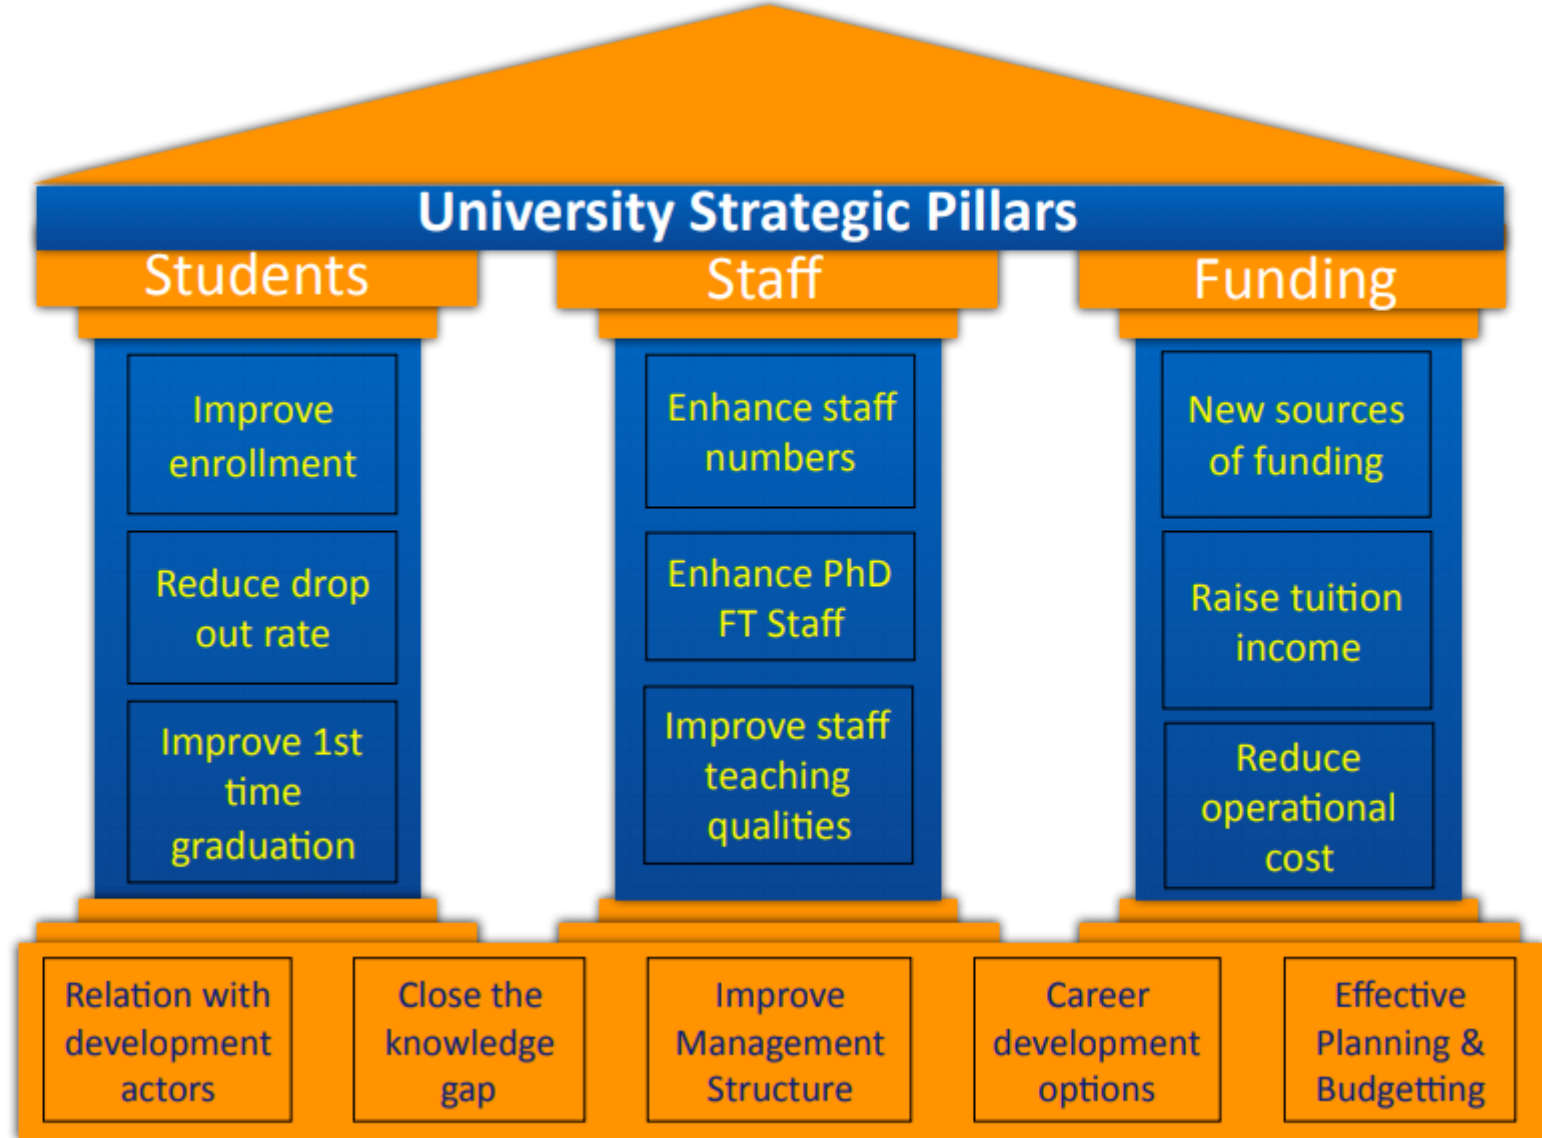 University Strategic Pillars
Students
Staff
Funding
Improve
enrollment
Reduce drop
out rate
Improve 1st
time
graduation
Enhance staff
numbers
Enhance PhD
FT Staff
Improve staff
teaching
qualities
New sources
of funding
Raise tuition
income
Reduce
operational
cost
Relation with
development
actors
Close the
knowledge
gap
Improve
Management
Structure
Career
development
options
Effective
Planning &
Budgetting